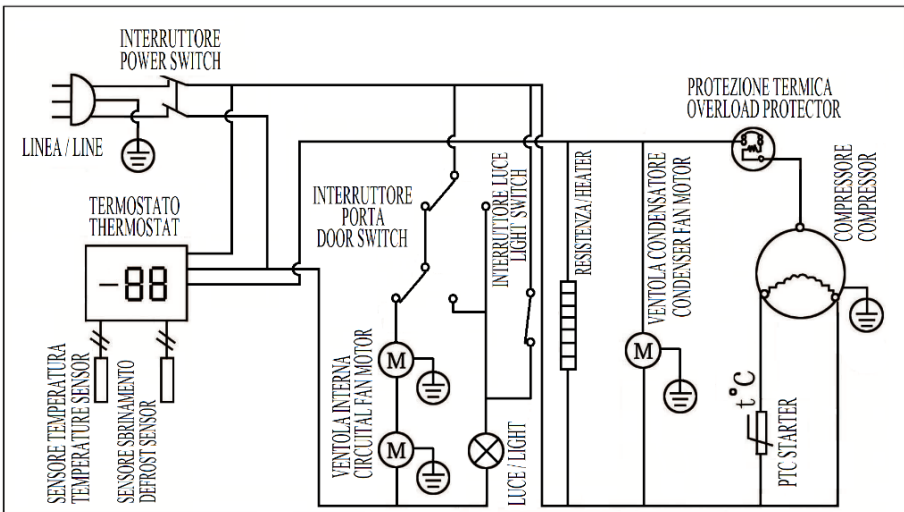 INTERRUTTORE
POWER SWITCH
LINEA / LINE
PROTEZIONE TERMICA
OVERLOAD PROTECTOR
TERMOSTATO
THERMOSTAT
-88
INTERRUTTORE
PORTA
DOOR SWITCH
INTERRUTTORE LUCE
LIGHT SWITCH
RESISTENZA / HEATER
VENTOLA CONDENSATORE
CONDENSER FAN MOTOR
COMPRESSORE
COMPRESSOR
SENSORE TEMPERATURA
TEMPERATURE SENSOR
SENSORE SBRINAMENTO
DEFROST SENSOR
VENTOLA INTERNA
CIRCUITAL FAN MOTOR
M
M
LUCE / LIGHT
M
t°C
PTC STARTER